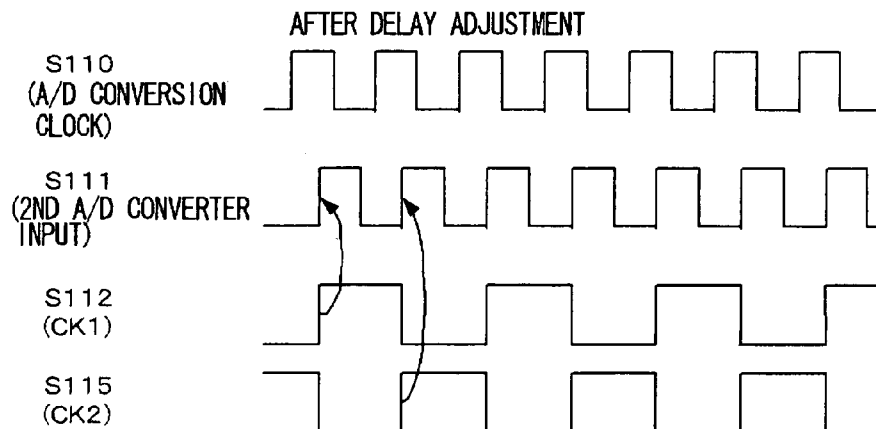 AFTER DELAY ADJUSTMENT
S110
(A/D CONVERSION
CLOCK)
S111
(2ND A/D CONVERTER
INPUT)
S112
(CK1)
S115
(CK2)